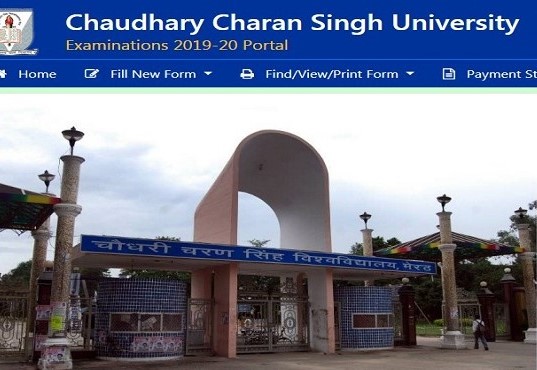 Chaudhary Charan Singh University
Examinations 2019-20 Portal
Home Fill New Form Find/View/Print Form Payment St
चौधरी चरण सिंह विश्वविद्यालय, मेरठ